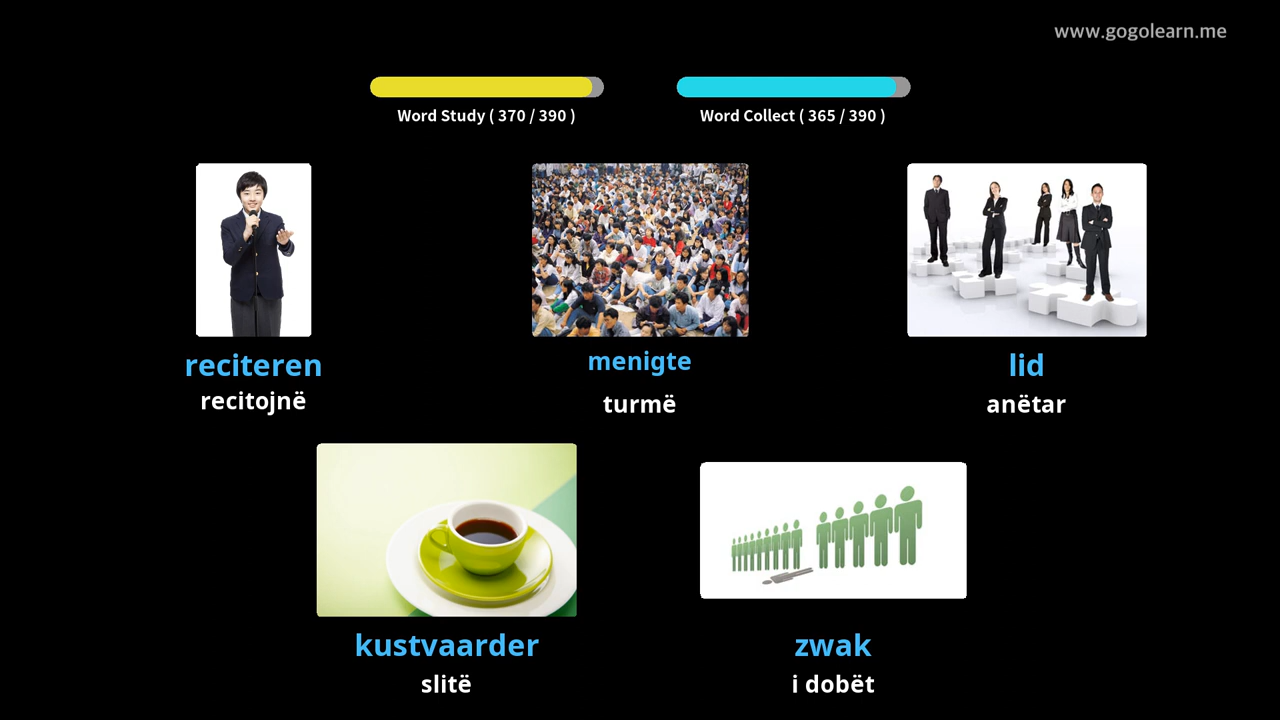 www.gogolearn.me
Word Study ( 370 / 390 )
Word Collect ( 365 / 390 )
reciteren
recitojnë
menigte
turmë
lid
anëtar
kustvaarder
slitë
zwak
i dobët